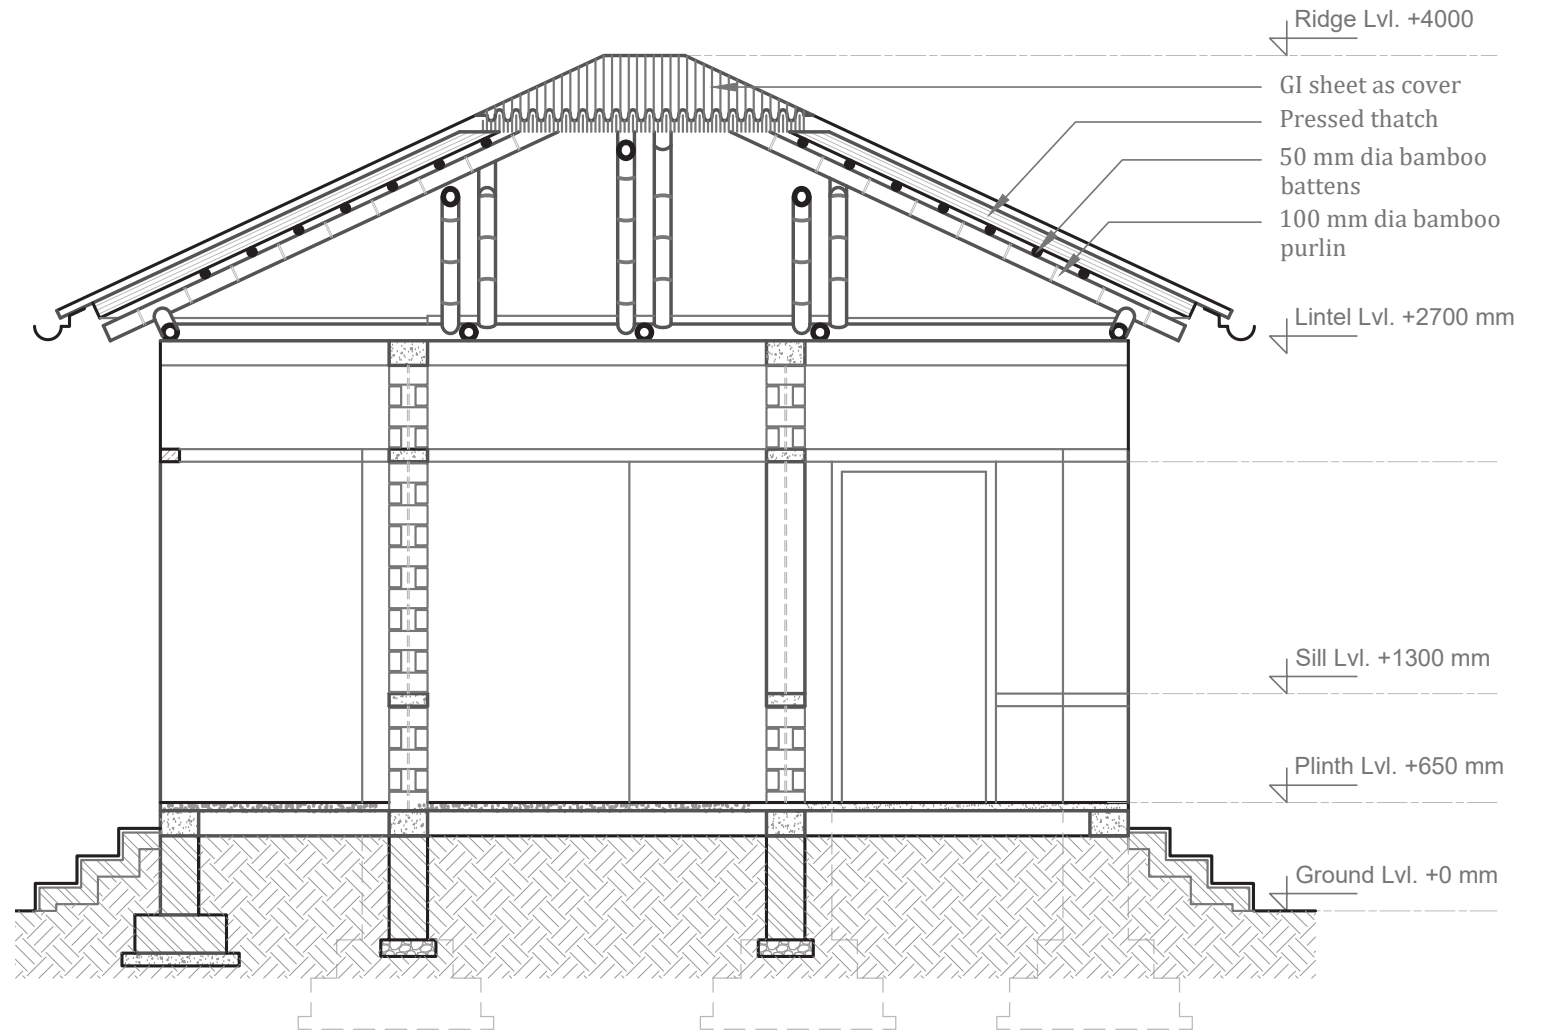 Ridge Lvl. +4000
GI sheet as cover
Pressed thatch
50 mm dia bamboo
battens
100 mm dia bamboo
purlin
Lintel Lvl. +2700 mm
Sill Lvl. +1300 mm
Plinth Lvl. +650 mm
Ground Lvl. +0 mm